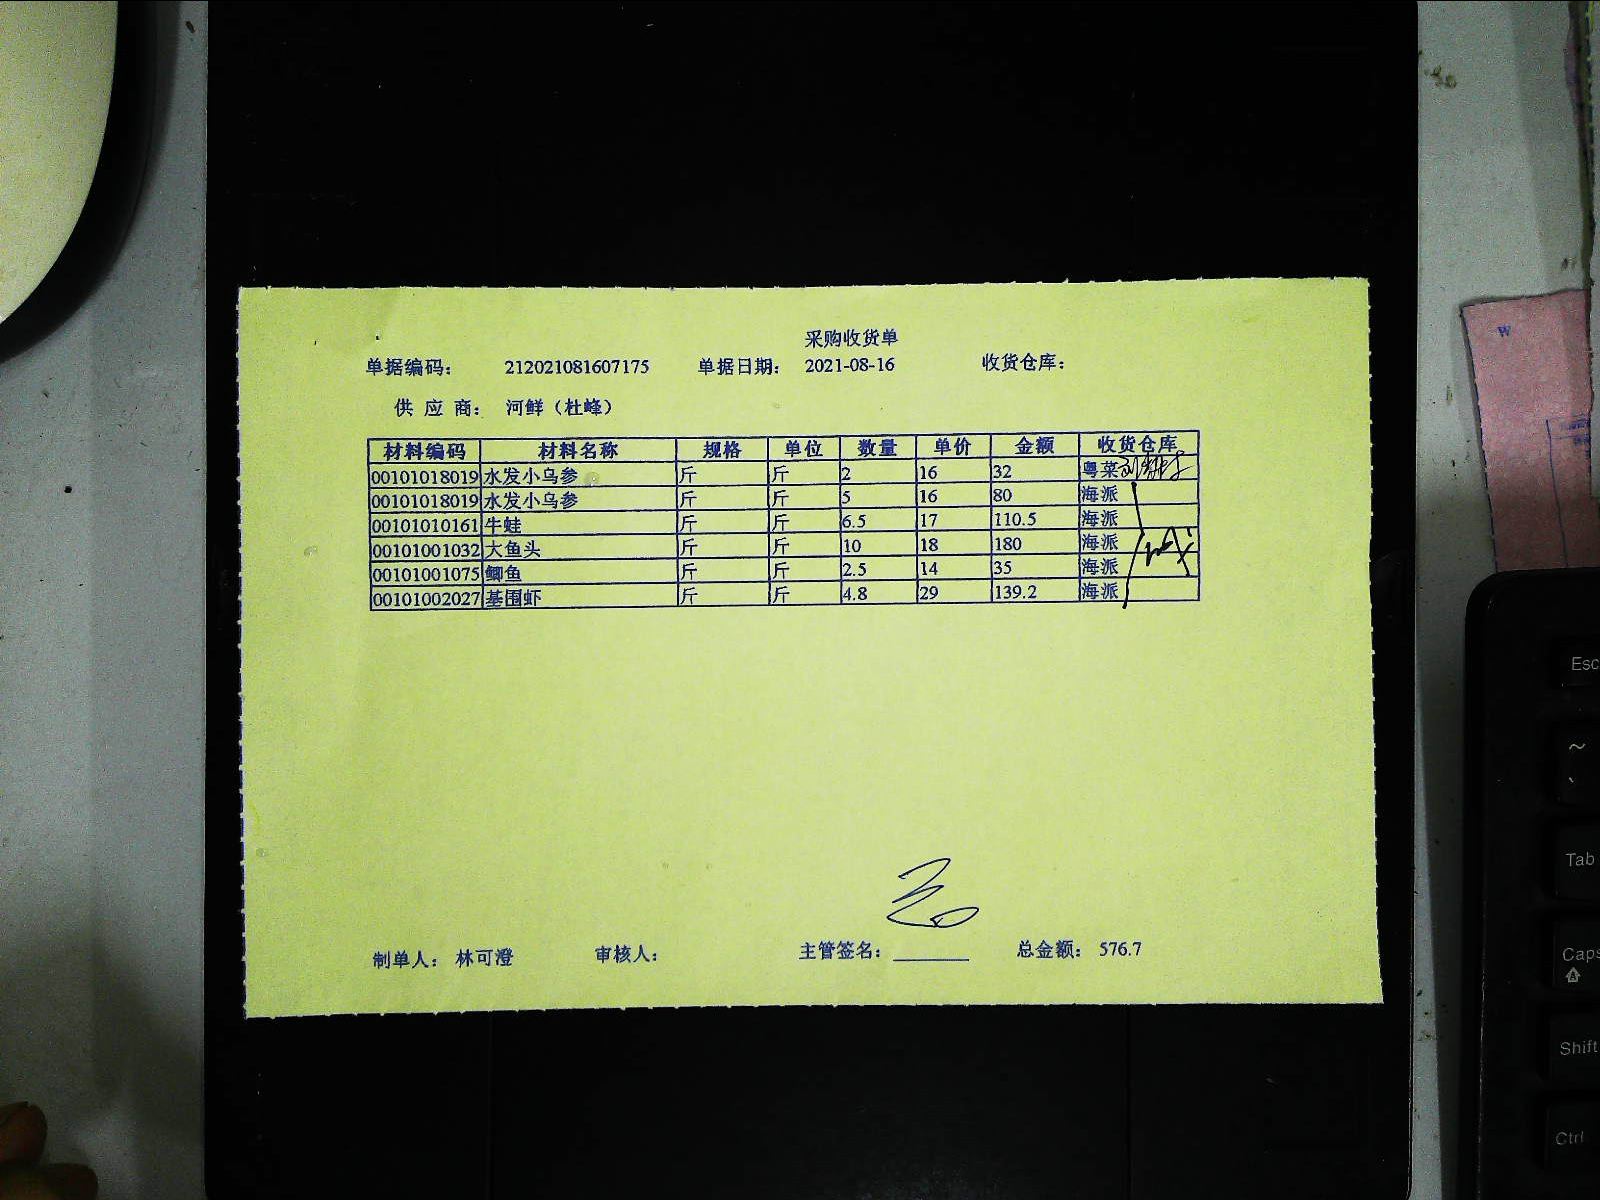 采购收货单
单据编码： 212021081607175 单据日期： 2021-08-16 收货仓库：
供 应 商： 河鲜（杜峰）
材料编码 材料名称 规格 单位 数量 单价 金额 收货仓库
00101018019 水发小乌参 斤 斤 2 16 32 粤菜
00101018019 水发小乌参 斤 斤 5 16 80 海派
00101010161 牛蛙 斤 斤 6.5 17 110.5 海派
00101001032 大鱼头 斤 斤 10 18 180 海派
00101001075 鲫鱼 斤 斤 2.5 14 35 海派
00101002027 基围虾 斤 斤 4.8 29 139.2 海派
制单人： 林可澄 审核人： 主管签名： 总金额： 576.7
W
Esc
~
Tab
Caps
Shift
Ctrl